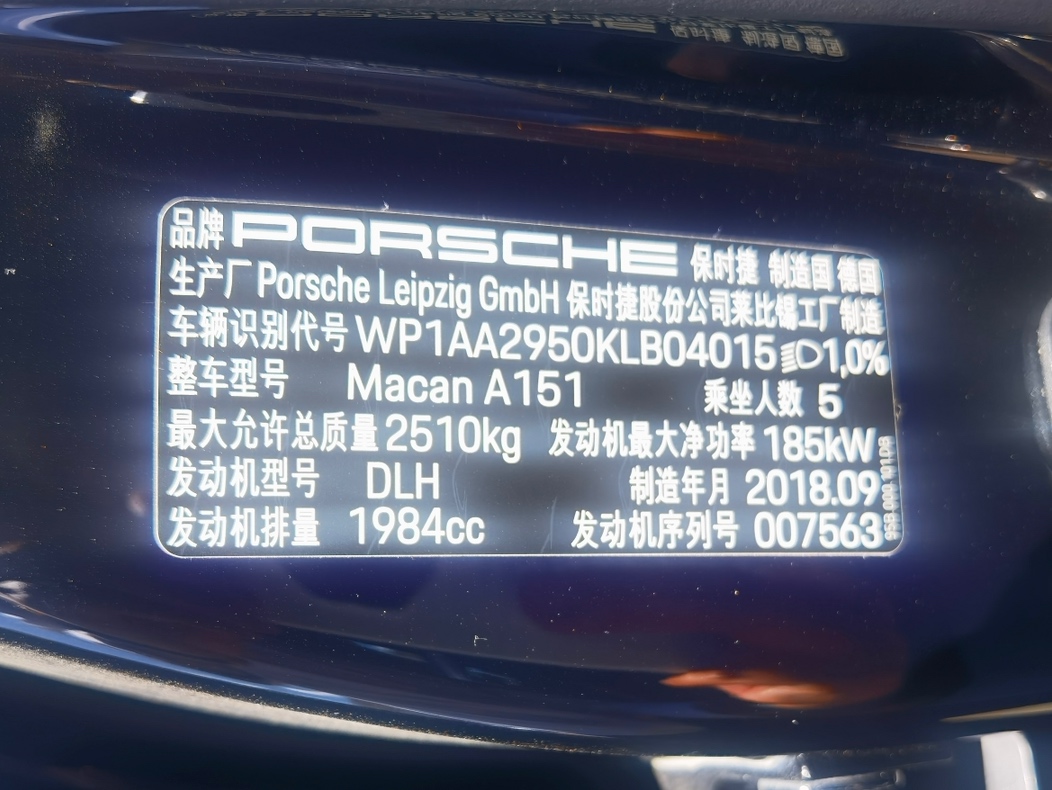 品牌 PORSCHE 保时捷 制造国 德国
生产厂 Porsche Leipzig GmbH 保时捷股份公司莱比锡工厂制造
车辆识别代号 WP1AA2950KLB04015 1,0%
整车型号 Macan A151 乘坐人数 5
最大允许总质量 2510kg 发动机最大净功率 185kW
发动机型号 DLH 制造年月 2018.09
发动机排量 1984cc 发动机序列号 007563